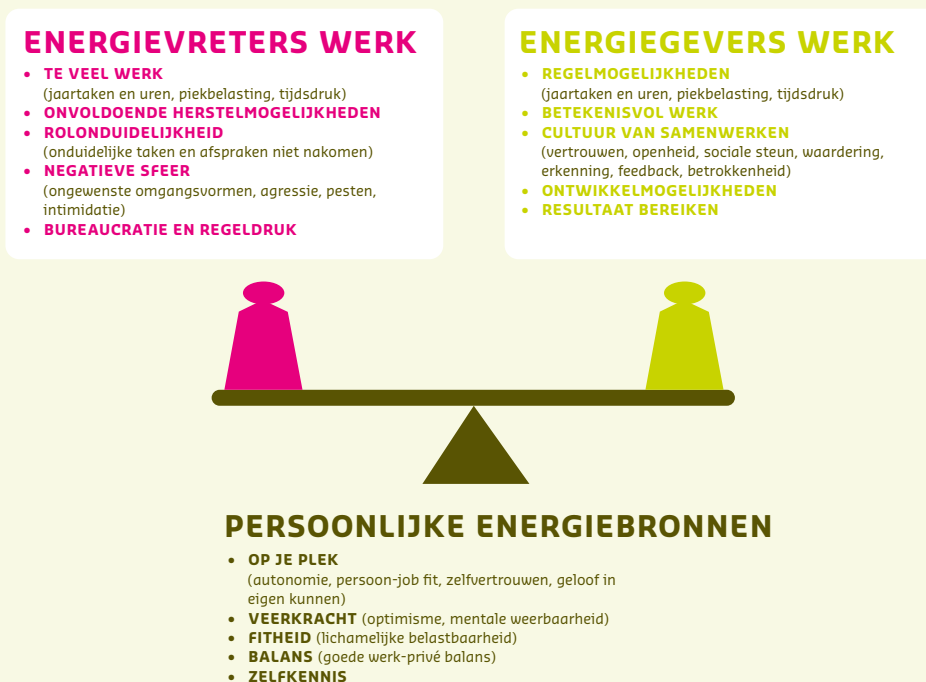 ENERGIEVRETERS WERK
• TE VEEL WERK
(jaartaken en uren, piekbelasting, tijdsdruk)
• ONVOLDOENDE HERSTELMOGELIJKHEDEN
• ROLONDUIDELIJKHEID
(onduidelijke taken en afspraken niet nakomen)
• NEGATIEVE SFEER
(ongewenste omgangsvormen, agressie, pesten,
intimidatie)
• BUREAUCRATIE EN REGELDRUK
ENERGIEGEVERS WERK
• REGELMOGELIJKHEDEN
(jaartaken en uren, piekbelasting, tijdsdruk)
• BETEKENISVOL WERK
• CULTUUR VAN SAMENWERKEN
(vertrouwen, openheid, sociale steun, waardering,
erkenning, feedback, betrokkenheid)
• ONTWIKKELMOGELIJKHEDEN
• RESULTAAT BEREIKEN
PERSOONLIJKE ENERGIEBRONNEN
• OP JE PLEK
(autonomie, persoon-job fit, zelfvertrouwen, geloof in
eigen kunnen)
• VEERKRACHT (optimisme, mentale weerbaarheid)
• FITHEID (lichamelijke belastbaarheid)
• BALANS (goede werk-privé balans)
• ZELFKENNIS